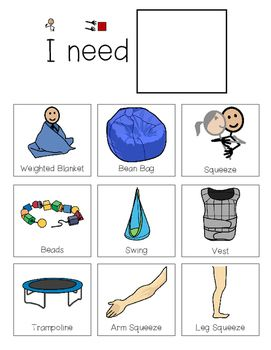 I need
Weighted Blanket
Bean Bag
Squeeze
Beads
Swing
Vest
Trampoline
Arm Squeeze
Leg Squeeze